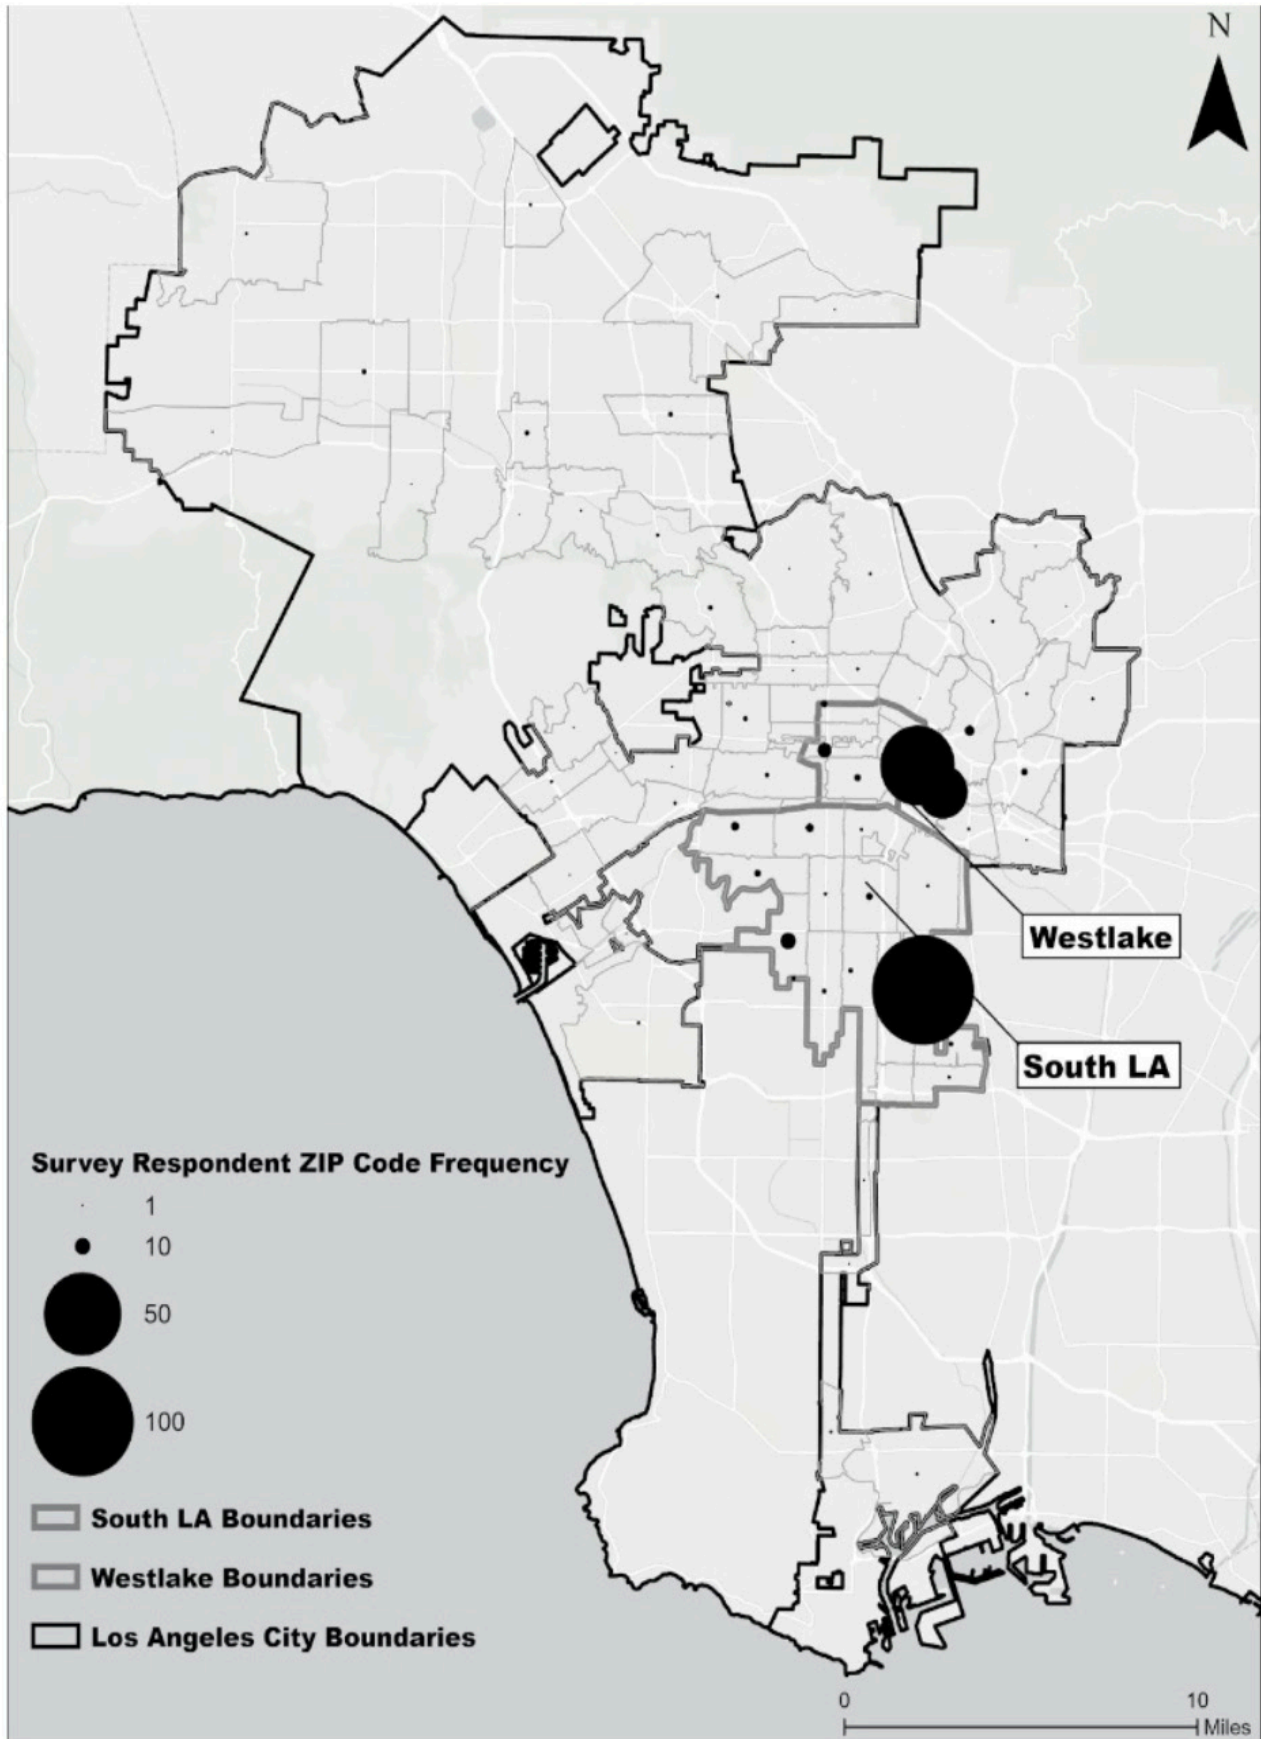 N
Westlake
South LA
Survey Respondent ZIP Code Frequency
1
10
50
100
South LA Boundaries
Westlake Boundaries
Los Angeles City Boundaries
0 10
Miles